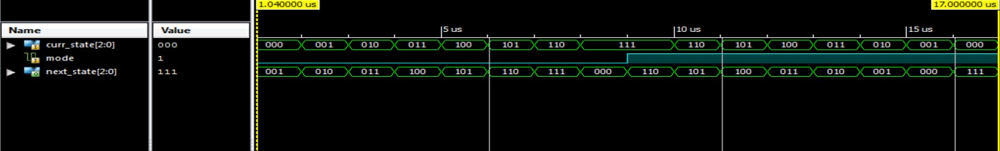 1.040000 us 17.000000 us
5 us 10 us 15 us
Name Value
curr_state[2:0] 000 000 001 010 011 100 101 110 111 110 101 100 011 010 001 000
mode 1
next_state[2:0] 111 001 010 011 100 101 110 111 000 110 101 100 011 010 001 000 111